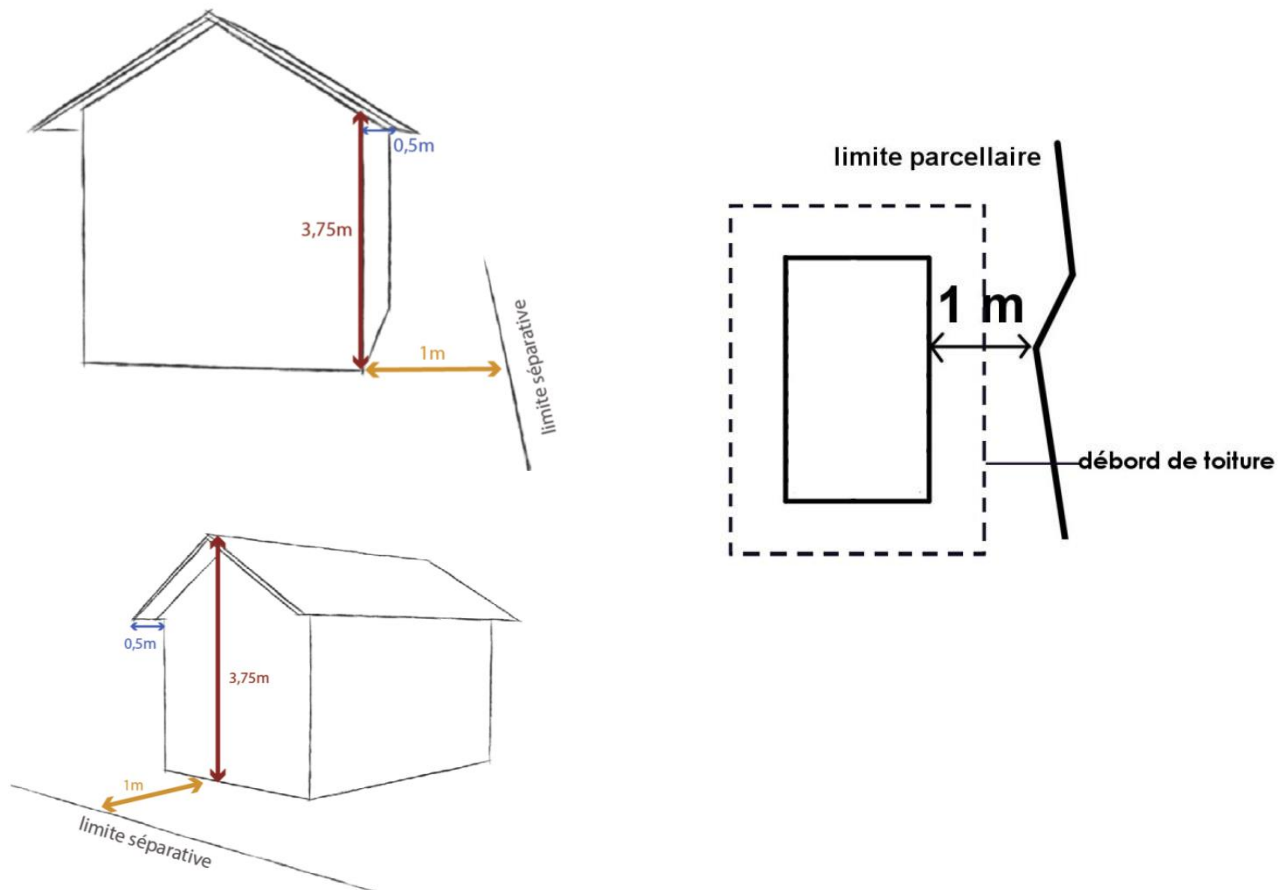 0,5m
3,75m
1m
limite séparative
0,5m
3,75m
1m
limite séparative
limite parcellaire
1 m
débord de toiture